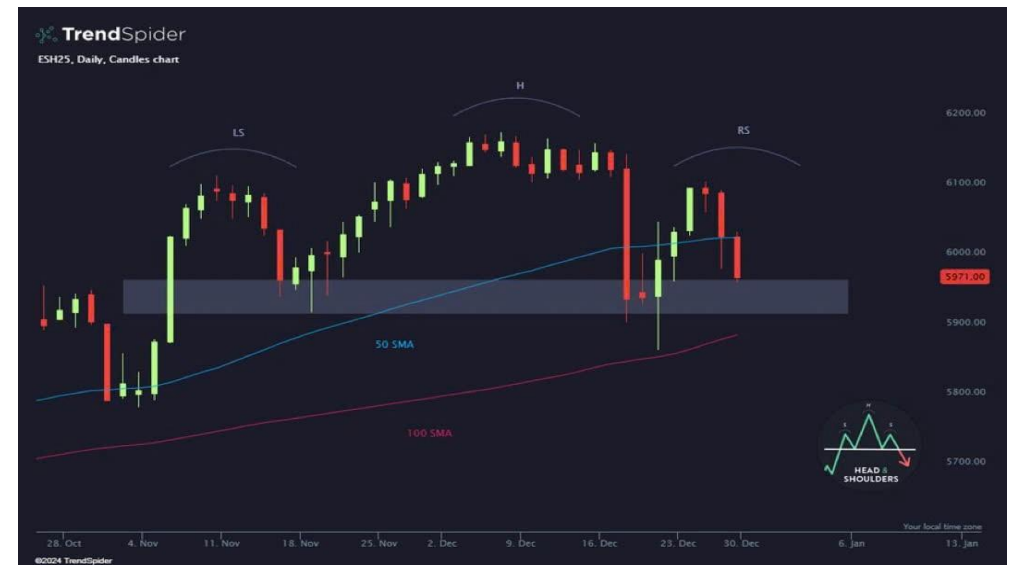 TrendSpider
ESH25, Daily, Candles chart
H
LS
RS
6200.00
6100.00
6000.00
5971.00
5900.00
50 SMA
5800.00
100 SMA
5700.00
H
S S
HEAD &
SHOULDERS
Your local time zone
28. Oct 4. Nov 11. Nov 18. Nov 25. Nov 2. Dec 9. Dec 16. Dec 23. Dec 30. Dec 6. Jan 13. Jan
©2024 TrendSpider